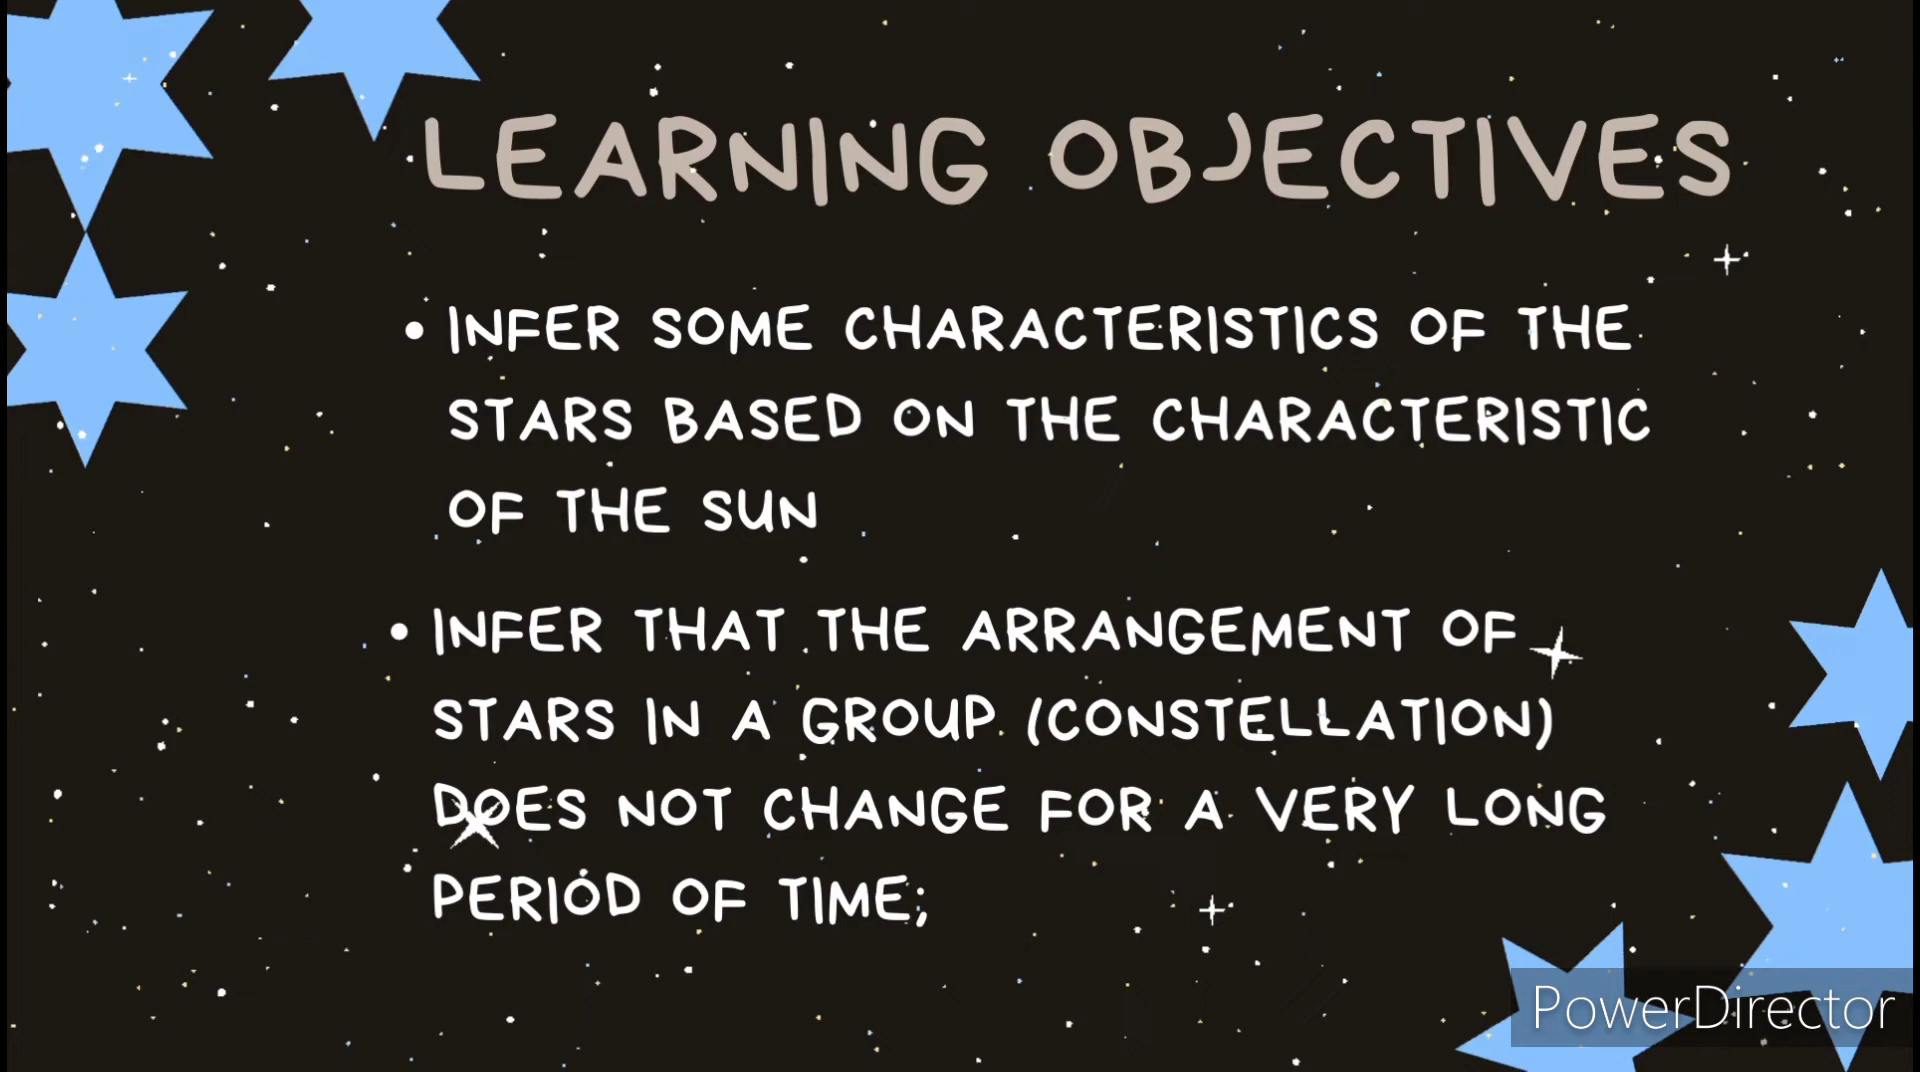 LEARNING OBJECTIVES
• INFER SOME CHARACTERISTICS OF THE
STARS BASED ON THE CHARACTERISTIC
OF THE SUN
• INFER THAT THE ARRANGEMENT OF
STARS IN A GROUP (CONSTELLATION)
DOES NOT CHANGE FOR A VERY LONG
PERIOD OF TIME;
PowerDirector